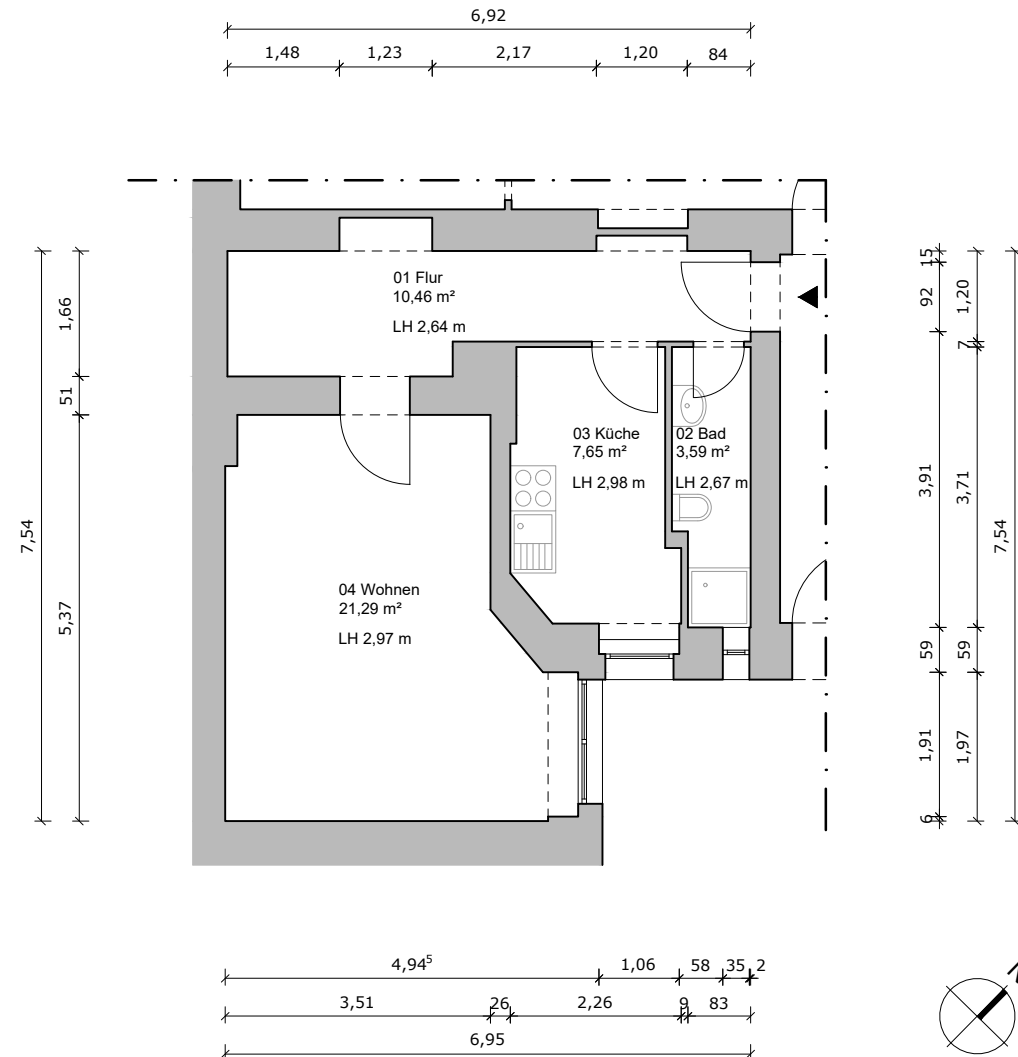 6,92
1,48 1,23 2,17 1,20 84
01 Flur
10,46 m²
LH 2,64 m
03 Küche
7,65 m²
LH 2,98 m
02 Bad
3,59 m²
LH 2,67 m
04 Wohnen
21,29 m²
LH 2,97 m
7,54
1,66
51
5,37
15
92
3,91
59
1,91
6
1,20
7
3,71
59
1,97
7,54
4,94⁵ 1,06 58 35 2
3,51 26 2,26 9 83
6,95
N